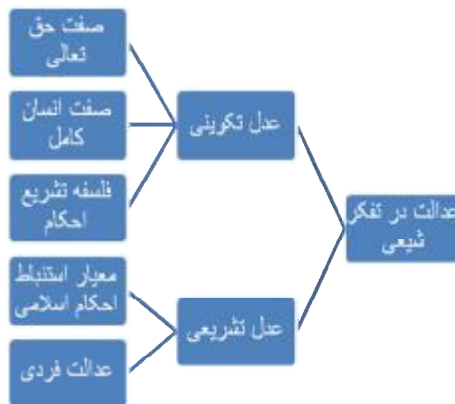 عدالت در تفکر
شیعی
عدل تکوینی
صفت حق
تعالی
صفت انسان
کامل
فلسفه تشریع
احکام
عدل تشریعی
معیار استنباط
احکام اسلامی
عدالت فردی